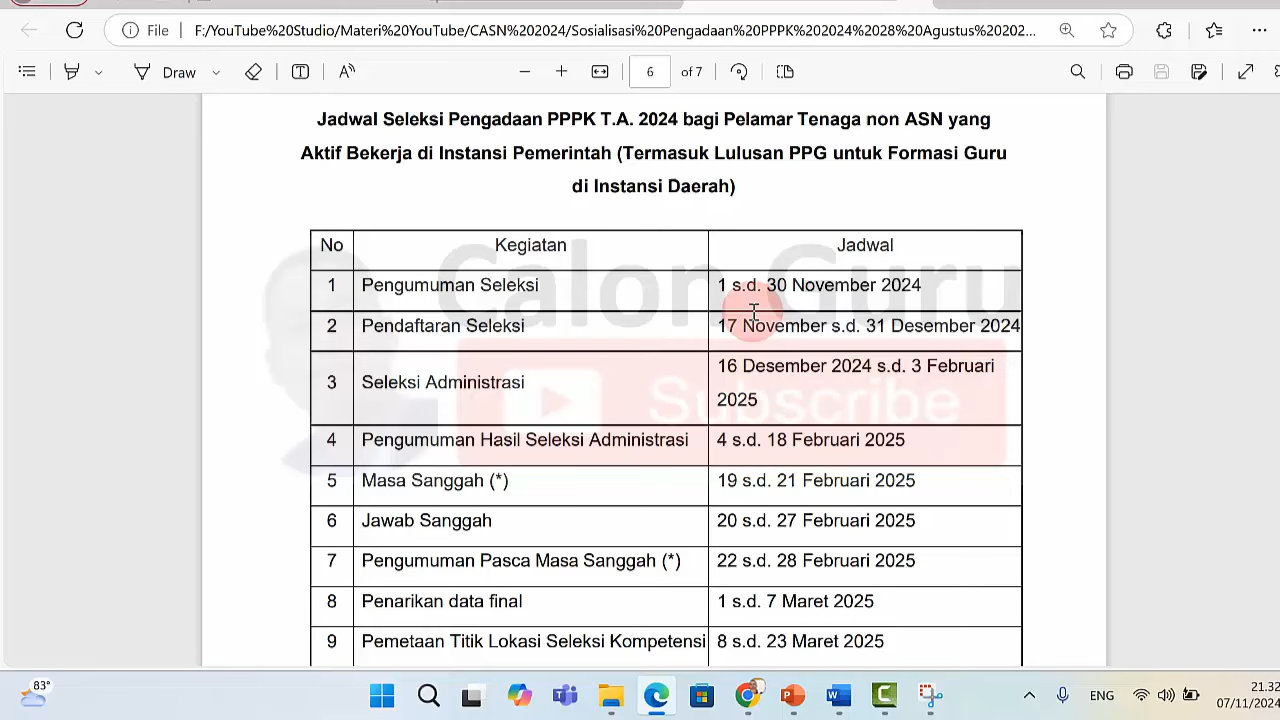 File
F:/YouTube%20Studio/Materi%20YouTube/CASN%202024/Sosialisasi%20Pengadaan%20PPPK%202024%2028%20Agustus%20202...
Draw
6 of 7
Jadwal Seleksi Pengadaan PPPK T.A. 2024 bagi Pelamar Tenaga non ASN yang
Aktif Bekerja di Instansi Pemerintah (Termasuk Lulusan PPG untuk Formasi Guru
di Instansi Daerah)
No Kegiatan Jadwal
Calon Guru
1 Pengumuman Seleksi 1 s.d. 30 November 2024
2 Pendaftaran Seleksi 17 November s.d. 31 Desember 2024
3 Seleksi Administrasi 16 Desember 2024 s.d. 3 Februari
2025
Subscribe
4 Pengumuman Hasil Seleksi Administrasi 4 s.d. 18 Februari 2025
5 Masa Sanggah (*) 19 s.d. 21 Februari 2025
6 Jawab Sanggah 20 s.d. 27 Februari 2025
7 Pengumuman Pasca Masa Sanggah (*) 22 s.d. 28 Februari 2025
8 Penarikan data final 1 s.d. 7 Maret 2025
9 Pemetaan Titik Lokasi Seleksi Kompetensi 8 s.d. 23 Maret 2025
83°
ENG
21.32
07/11/2024